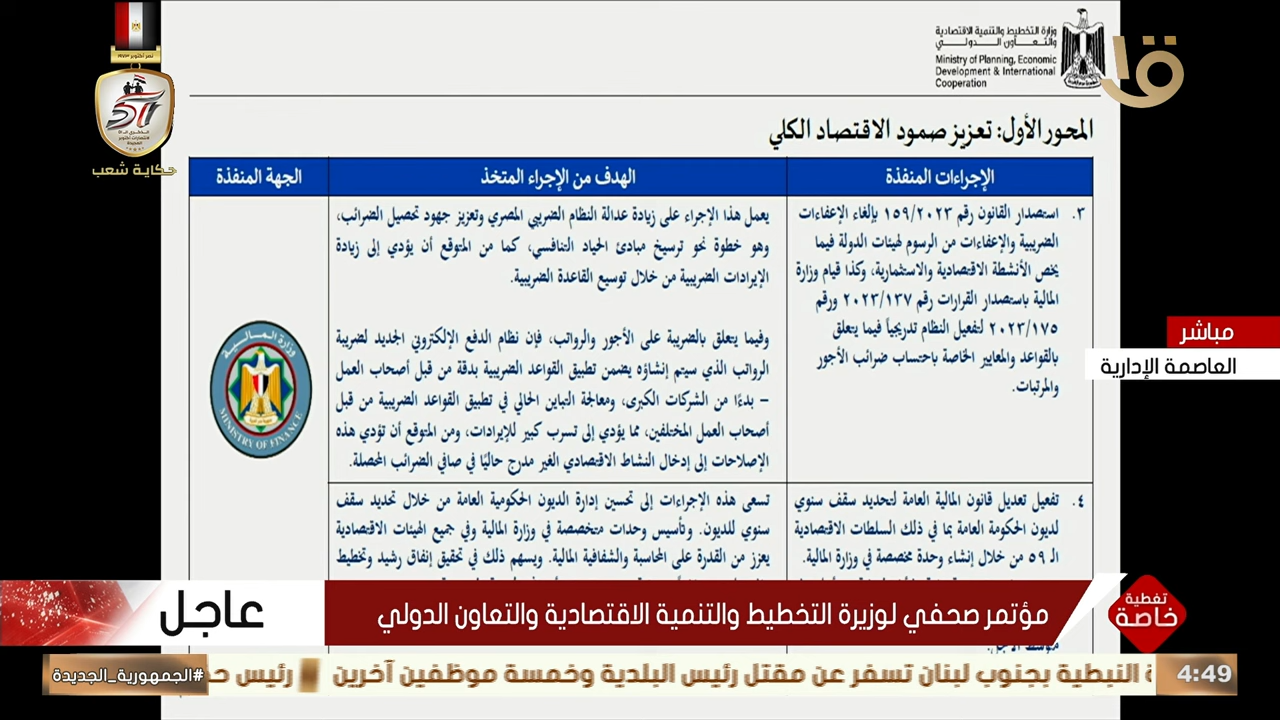 نصر أكتوبر ١٩٧٣
حكاية شعب
وزارة التخطيط والتنمية الاقتصادية
والتعاون الدولي
Ministry of Planning, Economic
Development & International
Cooperation
المحور الأول: تعزيز صمود الاقتصاد الكلي
الإجراءات المنفذة
الهدف من الإجراء المتخذ
الجهة المنفذة
٣. استصدار القانون رقم ١٥٩/٢٠٢٣ بإلغاء الإعفاءات
الضريبية والإعفاءات من الرسوم لهيئات الدولة فيما
يخص الأنشطة الاقتصادية والاستثمارية، وكذا قيام وزارة
المالية باستصدار القرارات رقم ٢٠٢٣/١٣٧ ورقم
٢٠٢٣/١٧٥ لتفعيل النظام تدريجياً فيما يتعلق
بالقواعد والمعايير الخاصة باحتساب ضرائب الأجور
والمرتبات.
يعمل هذا الإجراء على زيادة عدالة النظام الضريبي المصري وتعزيز جهود تحصيل الضرائب،
وهو خطوة نحو ترسيخ مبادئ الحياد التنافسي، كما من المتوقع أن يؤدي إلى زيادة
الإيرادات الضريبية من خلال توسيع القاعدة الضريبية.
وفيما يتعلق بالضريبة على الأجور والرواتب، فإن نظام الدفع الإلكتروني الجديد لضريبة
الرواتب الذي سيتم إنشاؤه يضمن تطبيق القواعد الضريبية بدقة من قبل أصحاب العمل
– بدءًا من الشركات الكبرى، ومعالجة التباين الحالي في تطبيق القواعد الضريبية من قبل
أصحاب العمل المختلفين، مما يؤدي إلى تسرب كبير للإيرادات، ومن المتوقع أن تؤدي هذه
الإصلاحات إلى إدخال النشاط الاقتصادي الغير مدرج حاليًا في صافي الضرائب المحصلة.
وزارة المالية
MINISTRY OF FINANCE
٤. تفعيل تعديل قانون المالية العامة لتحديد سقف سنوي
لديون الحكومة العامة بما في ذلك السلطات الاقتصادية
الـ ٥٩ من خلال إنشاء وحدة مخصصة في وزارة المالية.
تسعى هذه الإجراءات إلى تحسين إدارة الديون الحكومية العامة من خلال تحديد سقف
سنوي للديون. وتأسيس وحدات متخصصة في وزارة المالية وفي جميع الهيئات الاقتصادية
يعزز من القدرة على المحاسبة والشفافية المالية. ويسهم ذلك في تحقيق إنفاق رشيد وتخطيط
متوسط الأجل.
مباشر
العاصمة الإدارية
تغطية
خاصة
مؤتمر صحفي لوزيرة التخطيط والتنمية الاقتصادية والتعاون الدولي
عاجل
4:49
ة النبطية بجنوب لبنان تسفر عن مقتل رئيس البلدية وخمسة موظفين آخرين
رئيس
#الجمهورية_الجديدة